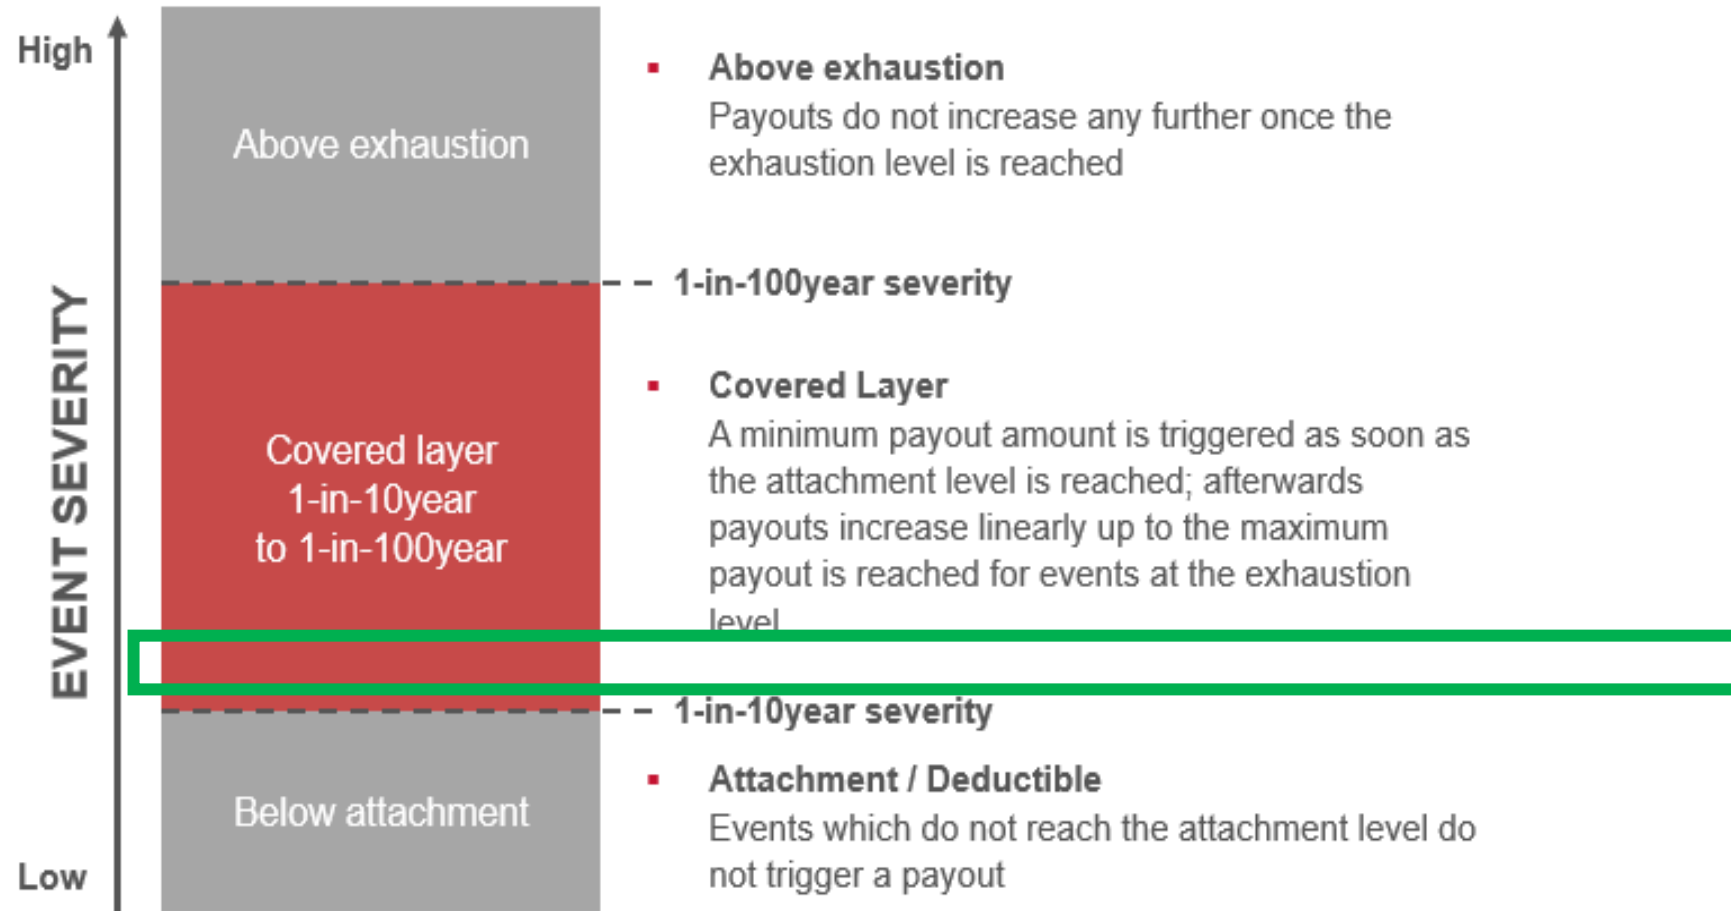 High
Above exhaustion
Above exhaustion
Payouts do not increase any further once the
exhaustion level is reached
1-in-100year severity
EVENT SEVERITY
Covered layer
1-in-10year
to 1-in-100year
Covered Layer
A minimum payout amount is triggered as soon as
the attachment level is reached; afterwards
payouts increase linearly up to the maximum
payout is reached for events at the exhaustion
level
1-in-10year severity
Below attachment
Attachment / Deductible
Events which do not reach the attachment level do
not trigger a payout
Low